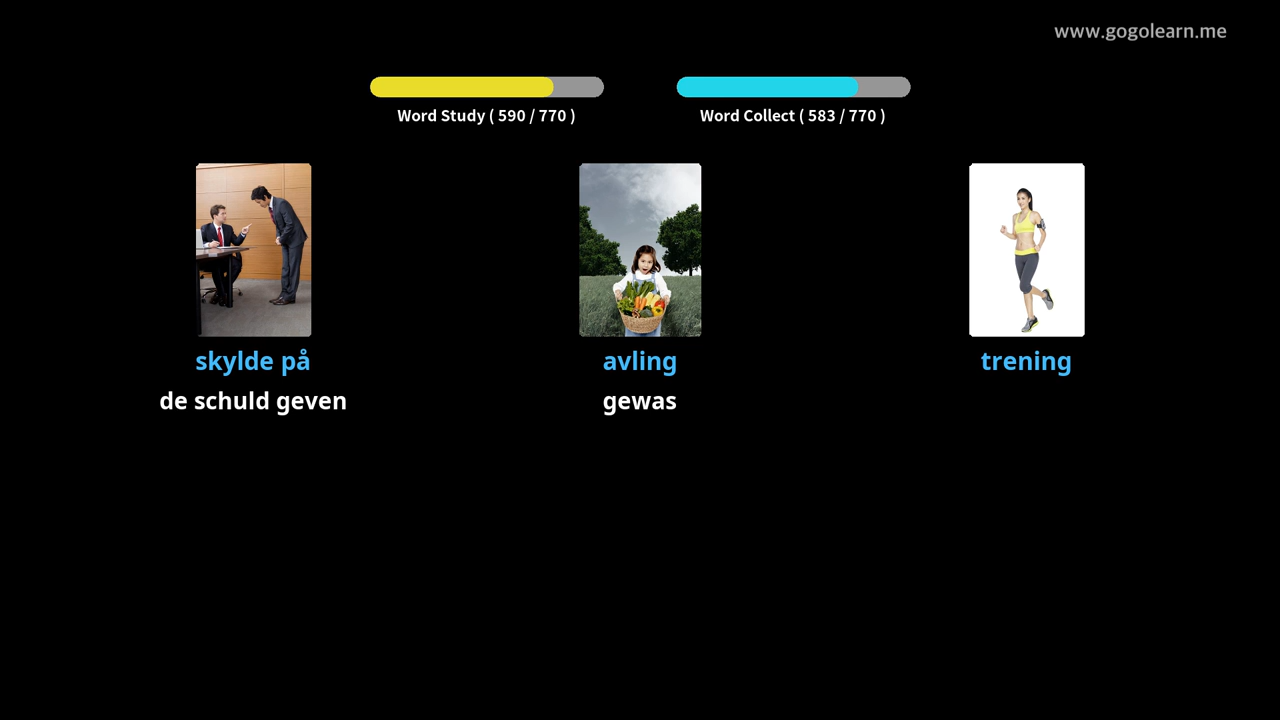 www.gogolearn.me
Word Study ( 590 / 770 )
Word Collect ( 583 / 770 )
skylde på
avling
trening
de schuld geven
gewas